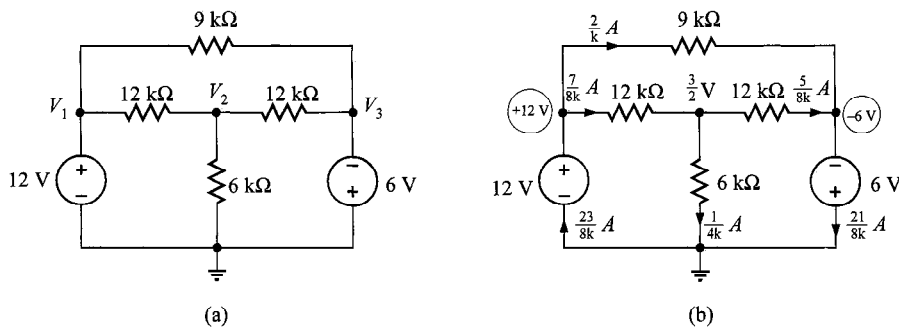 9 kΩ
12 kΩ
V₂
12 kΩ
V₁
V₃
12 V
+
−
6 kΩ
−
+
6 V
(a)
2/k A
9 kΩ
7/8k A
12 kΩ
3/2 V
12 kΩ
5/8k A
+12 V
−6 V
12 V
+
−
6 kΩ
−
+
6 V
23/8k A
1/4k A
21/8k A
(b)